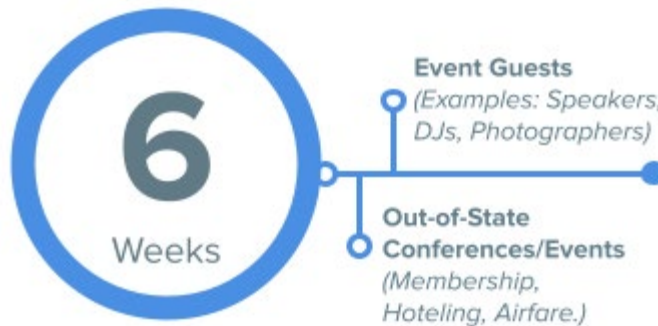 6
Weeks
Event Guests
(Examples: Speakers,
DJs, Photographers)
Out-of-State
Conferences/Events
(Membership,
Hoteling, Airfare.)